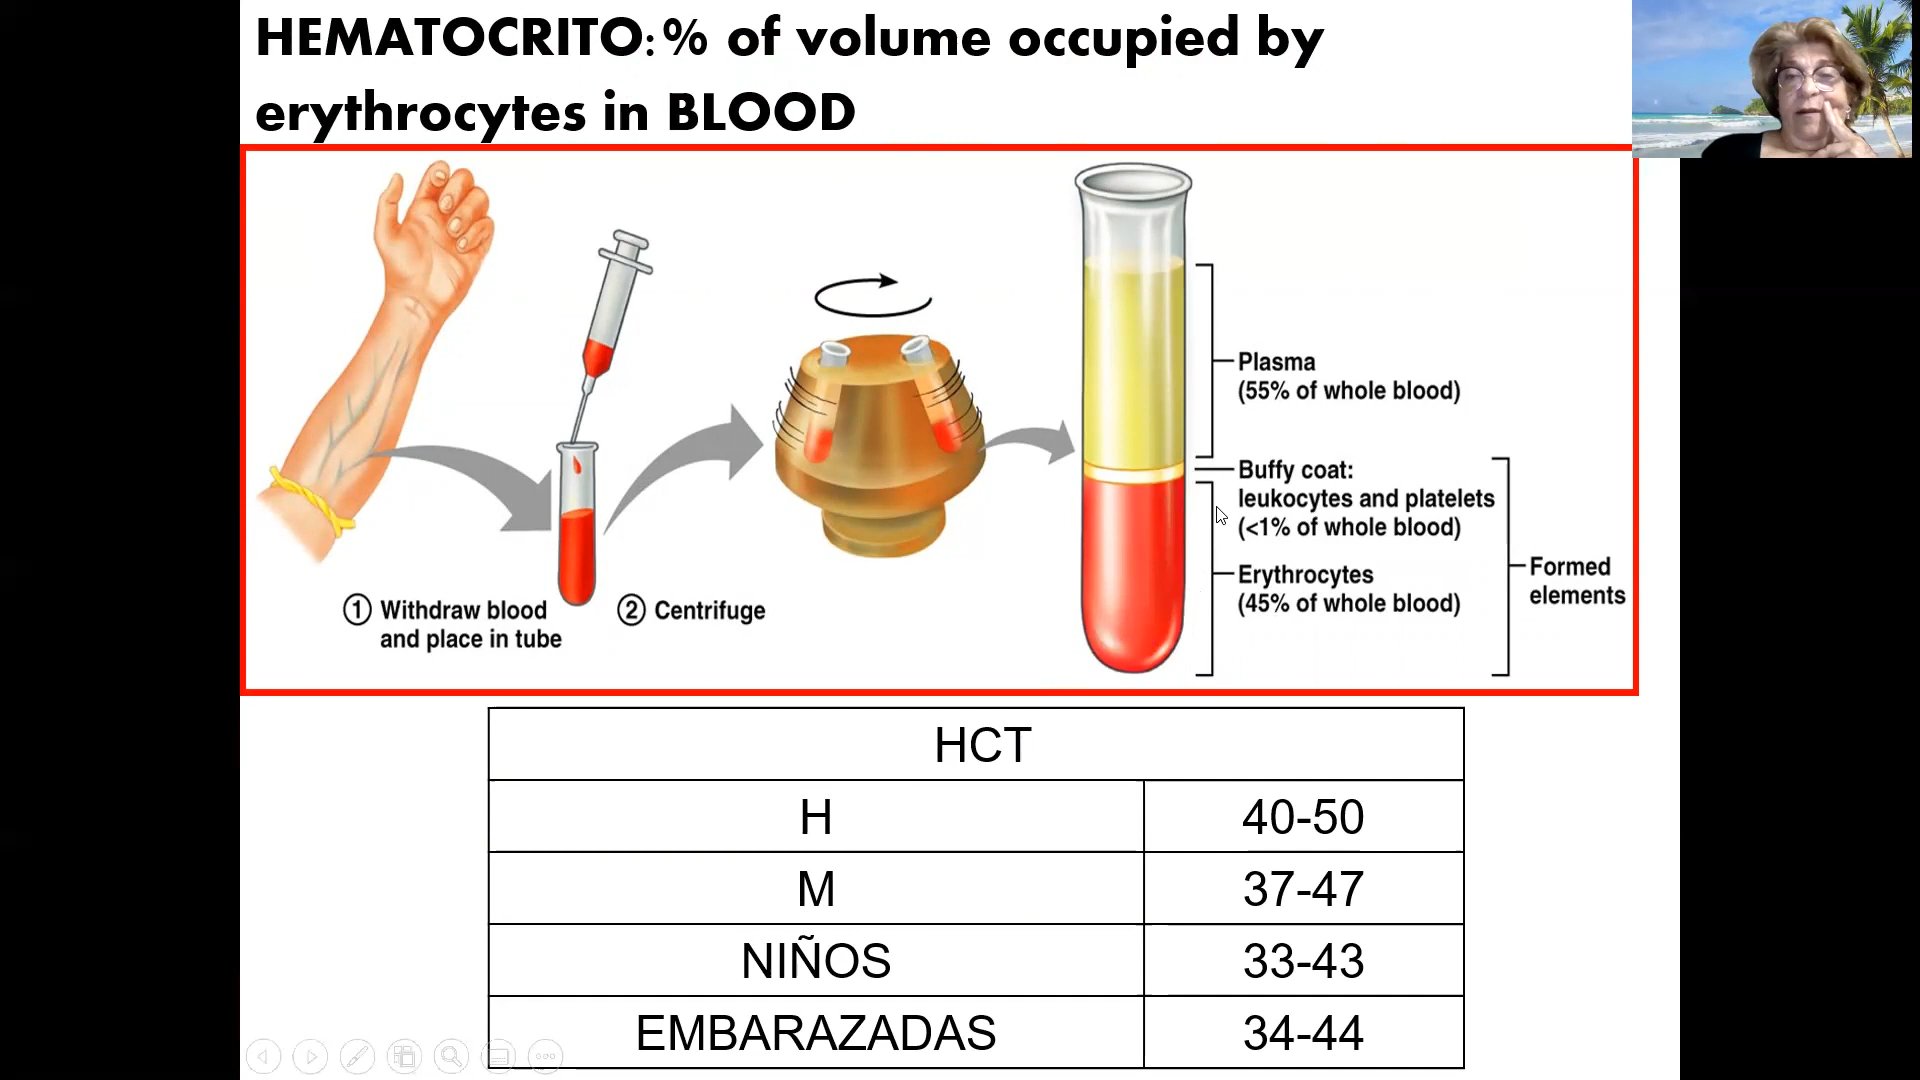 HEMATOCRITO: % of volume occupied by
erythrocytes in BLOOD
① Withdraw blood
and place in tube
② Centrifuge
Plasma
(55% of whole blood)
Buffy coat:
leukocytes and platelets
(<1% of whole blood)
Erythrocytes
(45% of whole blood)
Formed
elements
HCT
H 40-50
M 37-47
NIÑOS 33-43
EMBARAZADAS 34-44